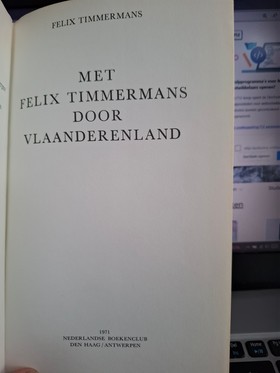 FELIX TIMMERMANS
MET
FELIX TIMMERMANS
DOOR
VLAANDERENLAND
1971
NEDERLANDSE BOEKENCLUB
DEN HAAG/ANTWERPEN